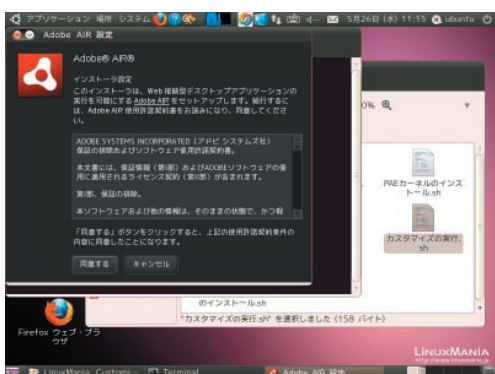 アプリケーション 場所 システム
5月26日 (水) 11:15
ubuntu
Adobe AIR 設定
Adobe® AIR®
インストーラ設定
このインストーラは、Web 接続型デスクトップアプリケーションの
実行を可能にする Adobe AIR をセットアップします。続行するに
は、Adobe AIR 使用許諾契約書をお読みになり、同意してくださ
い。
ADOBE SYSTEMS INCORPORATED (アドビ システムズ社)
保証の排除およびソフトウェア使用許諾契約書。
本文書には、保証情報 (第I部) およびADOBEソフトウェアの使
用に適用されるライセンス契約 (第II部) が含まれます。
第I部、保証の排除。
本ソフトウェアおよび他の情報は、そのままの状態で、かつ瑕
「同意する」ボタンをクリックすると、上記の使用許諾契約条件の
内容に同意したことになります。
同意する
キャンセル
0%
PAEカーネルのインス
トール.sh
カスタマイズの実行.
sh
のインストール.sh
"カスタマイズの実行.sh" を選択しました (158 バイト)
Firefox ウェブ・ブラ
ウザ
LINUXMANIA
LinuxMania Customi
Terminal
Adobe AIR 設定